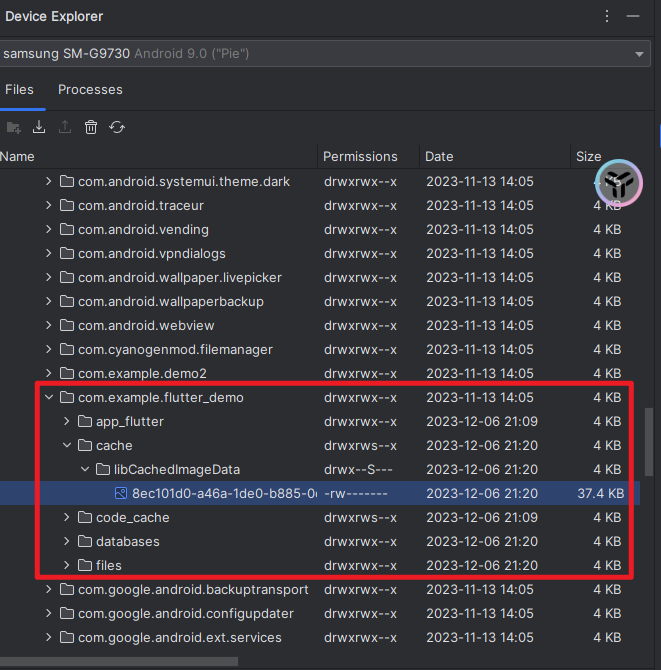 Device Explorer
samsung SM-G9730 Android 9.0 ("Pie")
Files Processes
Name Permissions Date Size
com.android.systemui.theme.dark drwxrwx--x 2023-11-13 14:05 4
com.android.traceur drwxrwx--x 2023-11-13 14:05 4 KB
com.android.vending drwxrwx--x 2023-11-13 14:05 4 KB
com.android.vpndialogs drwxrwx--x 2023-11-13 14:05 4 KB
com.android.wallpaper.livepicker drwxrwx--x 2023-11-13 14:05 4 KB
com.android.wallpaperbackup drwxrwx--x 2023-11-13 14:05 4 KB
com.android.webview drwxrwx--x 2023-11-13 14:05 4 KB
com.cyanogenmod.filemanager drwxrwx--x 2023-11-13 14:05 4 KB
com.example.demo2 drwxrwx--x 2023-11-13 14:05 4 KB
com.example.flutter_demo drwxrwx--x 2023-11-13 14:05 4 KB
app_flutter drwxrwx--x 2023-12-06 21:09 4 KB
cache drwxrws--x 2023-12-06 21:20 4 KB
libCachedImageData drwx--S--- 2023-12-06 21:20 4 KB
8ec101d0-a46a-1de0-b885-0 -rw------- 2023-12-06 21:20 37.4 KB
code_cache drwxrws--x 2023-12-06 21:09 4 KB
databases drwxrwx--x 2023-12-06 21:20 4 KB
files drwxrwx--x 2023-12-06 21:20 4 KB
com.google.android.backuptransport drwxrwx--x 2023-11-13 14:05 4 KB
com.google.android.configupdater drwxrwx--x 2023-11-13 14:05 4 KB
com.google.android.ext.services drwxrwx--x 2023-11-13 14:05 4 KB